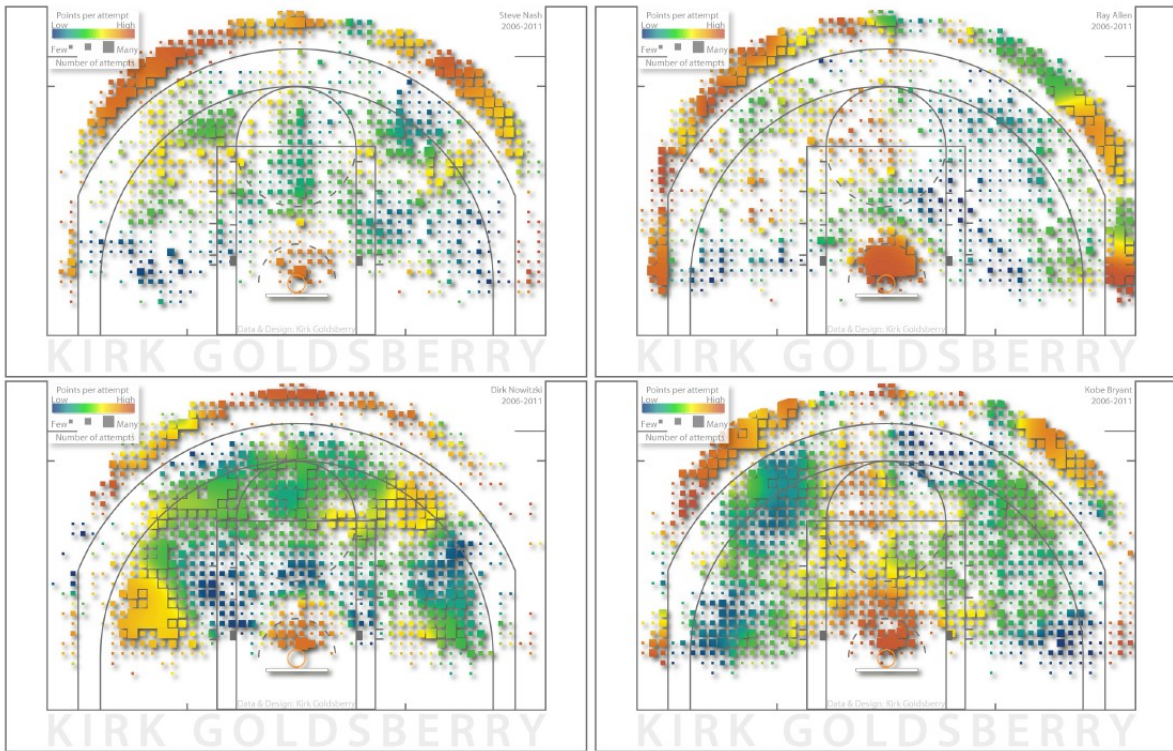 Points per attempt
Low High
Few Many
Number of attempts
Steve Nash
2006-2011
Data & Design: Kirk Goldsberry
KIRK GOLDSBERRY
Points per attempt
Low High
Few Many
Number of attempts
Ray Allen
2006-2011
Data & Design: Kirk Goldsberry
KIRK GOLDSBERRY
Points per attempt
Low High
Few Many
Number of attempts
Dirk Nowitzki
2006-2011
Data & Design: Kirk Goldsberry
KIRK GOLDSBERRY
Points per attempt
Low High
Few Many
Number of attempts
Kobe Bryant
2006-2011
Data & Design: Kirk Goldsberry
KIRK GOLDSBERRY